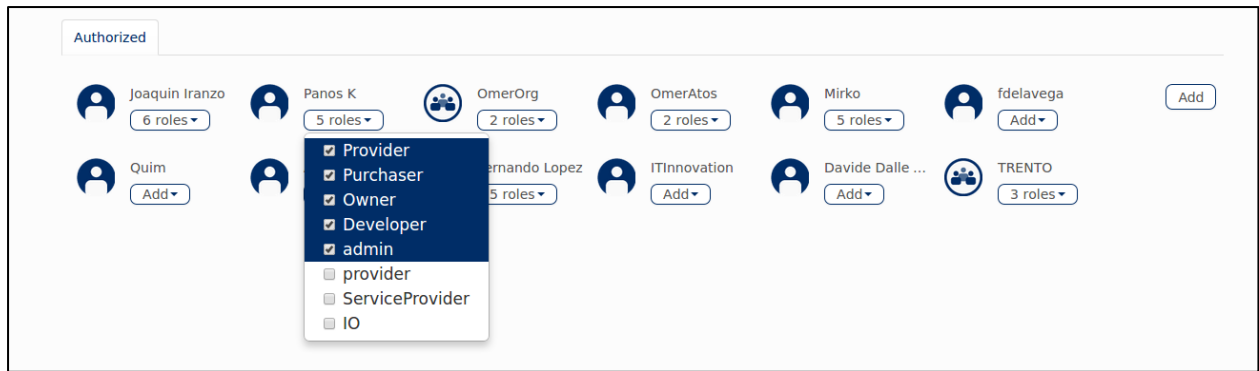 Authorized
Joaquin Iranzo
Panos K
OmerOrg
OmerAtos
Mirko
fdelavega
Add
6 roles
5 roles
2 roles
2 roles
5 roles
Add
Provider
Purchaser
Owner
Developer
admin
provider
ServiceProvider
IO
Quim
ernando Lopez
ITInnovation
Davide Dalle ...
TRENTO
Add
5 roles
Add
Add
3 roles